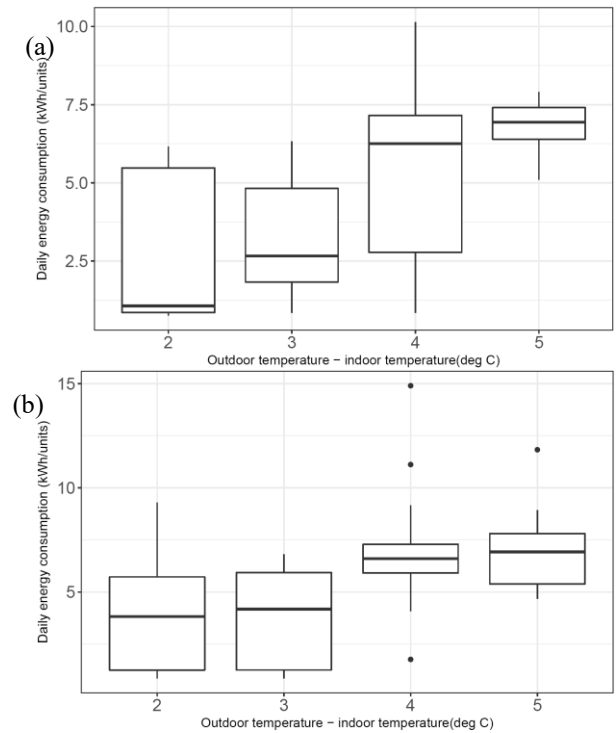 (a)
Daily energy consumption (kWh/units)
10.0
7.5
5.0
2.5
2 3 4 5
Outdoor temperature − indoor temperature(deg C)
(b)
Daily energy consumption (kWh/units)
15
10
5
2 3 4 5
Outdoor temperature − indoor temperature(deg C)